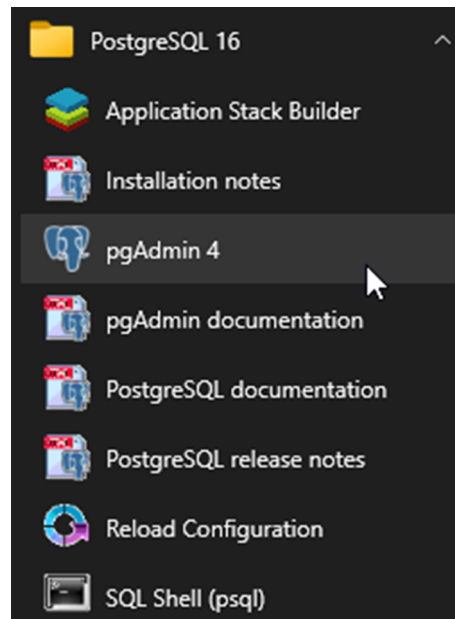 PostgreSQL 16
Application Stack Builder
Installation notes
pgAdmin 4
pgAdmin documentation
PostgreSQL documentation
PostgreSQL release notes
Reload Configuration
SQL Shell (psql)